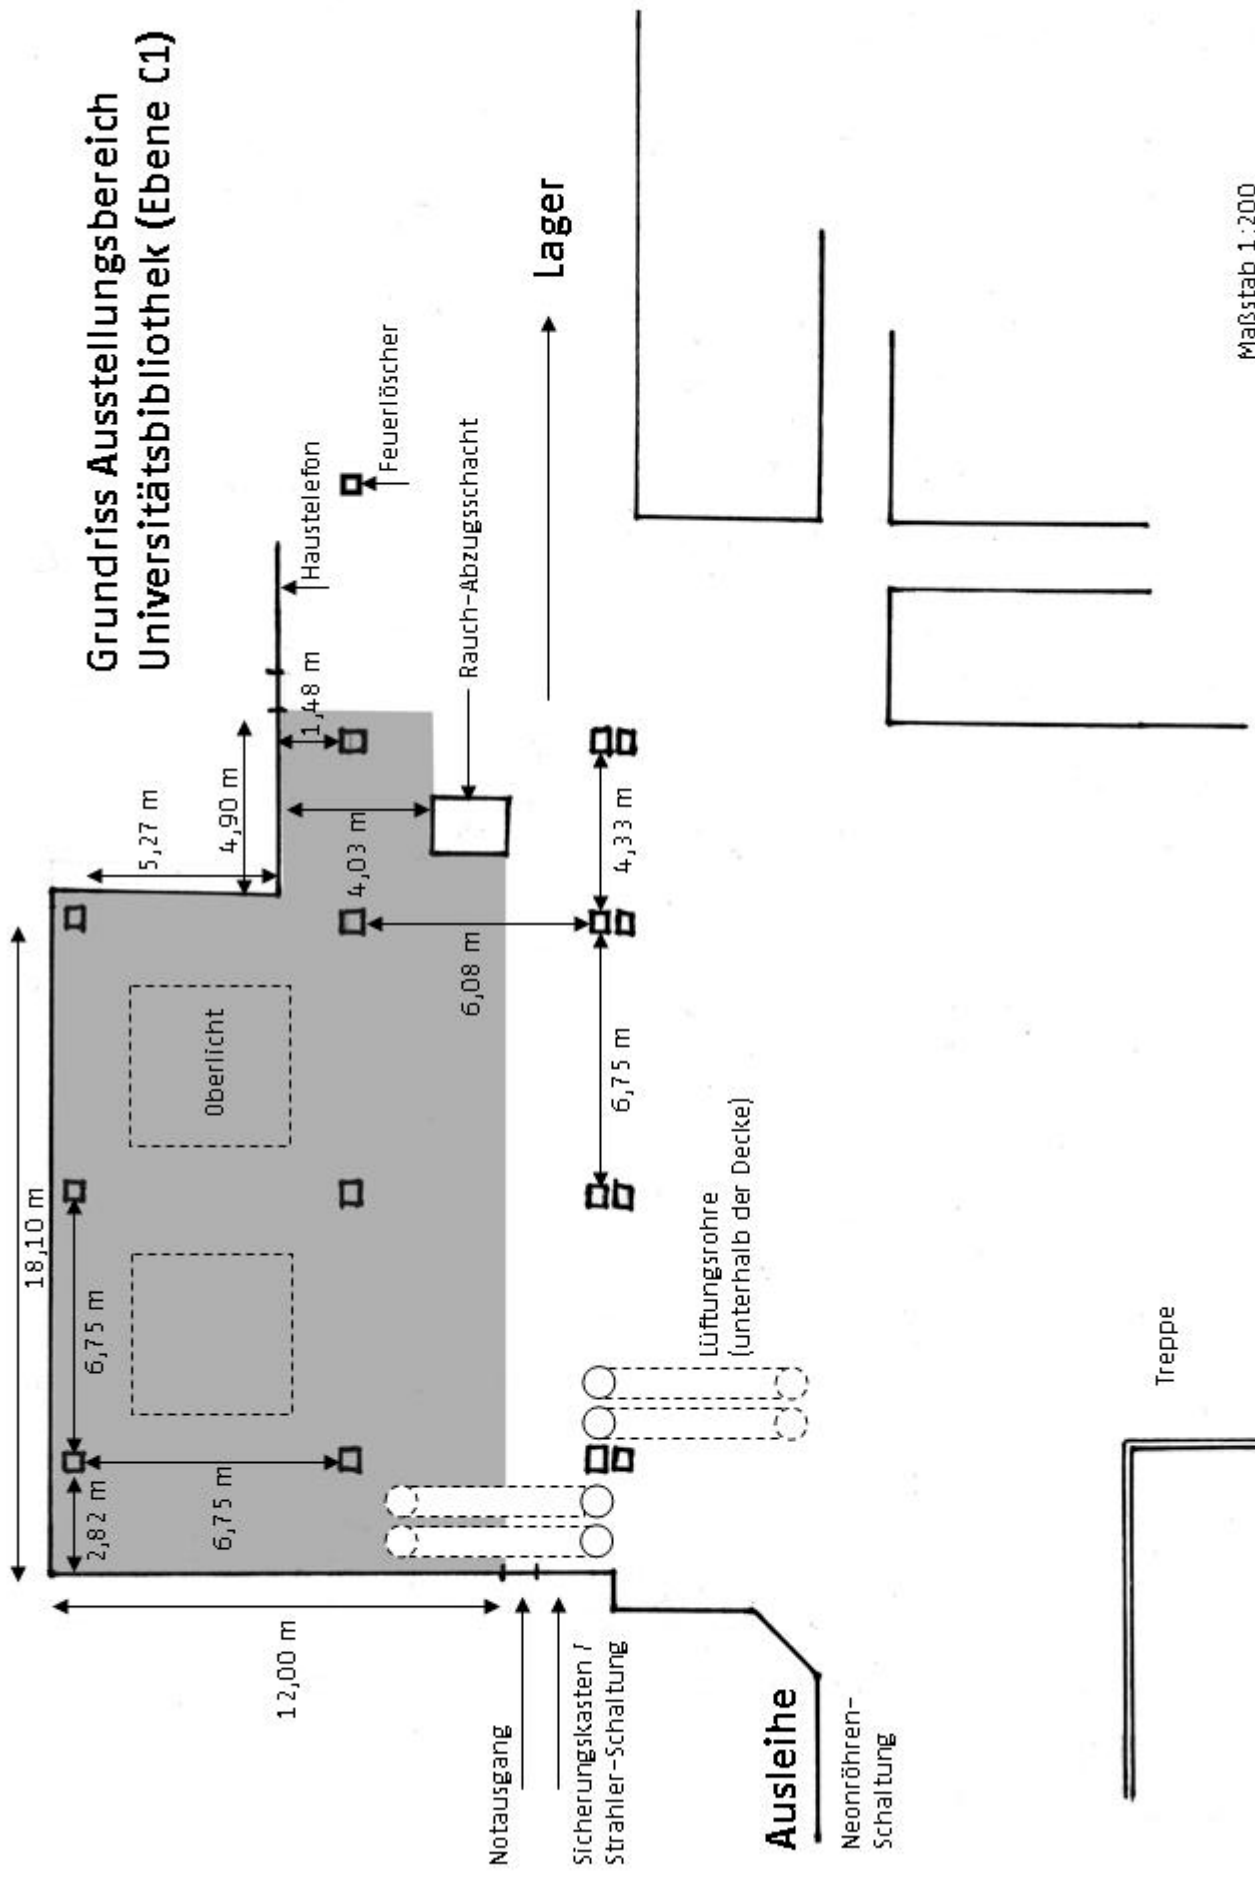 Grundriss Ausstellungsbereich
Universitätsbibliothek (Ebene C1)
18,10 m
2,82 m
6,75 m
6,75 m
5,27 m
4,90 m
1,48 m
4,03 m
6,08 m
4,33 m
6,75 m
12,00 m
Oberlicht
Haustelefon
Feuerlöscher
Rauch-Abzugsschacht
Lager
Lüftungsrohre
(unterhalb der Decke)
Notausgang
Sicherungskasten /
Strahler-Schaltung
Ausleihe
Neonröhren-
Schaltung
Treppe
Maßstab 1:200